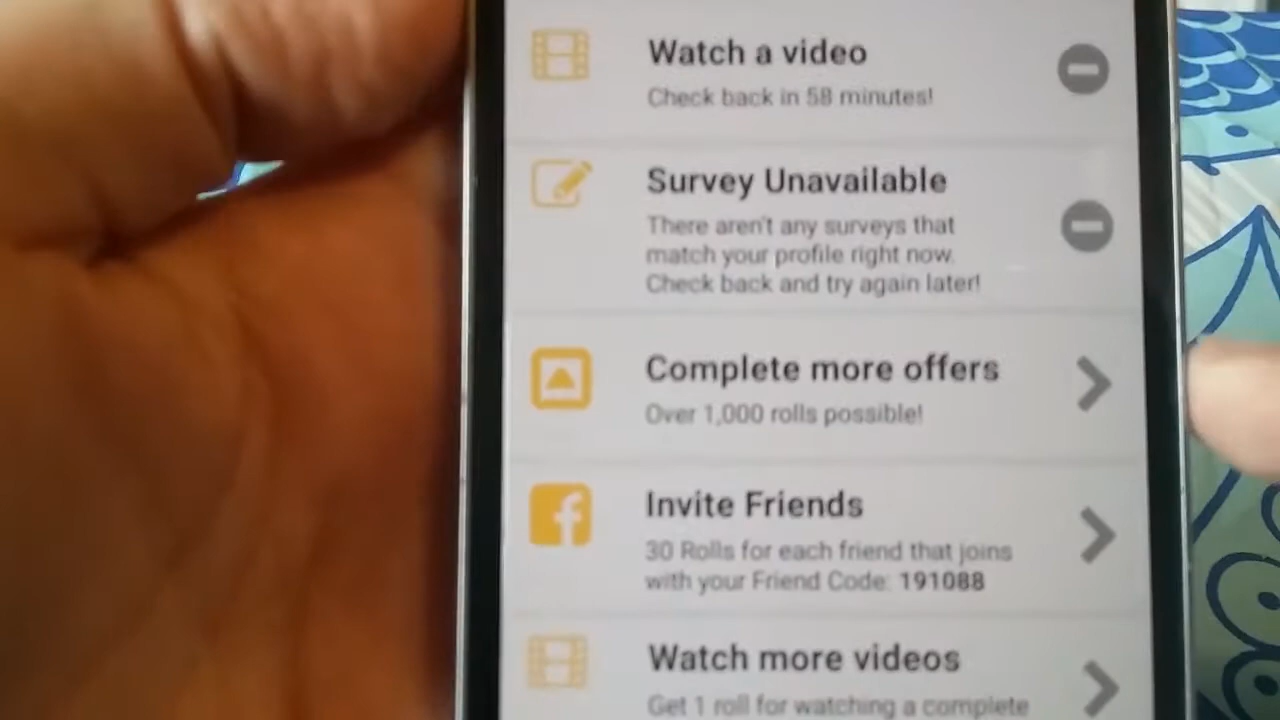 Watch a video
Check back in 58 minutes!
Survey Unavailable
There aren't any surveys that
match your profile right now.
Check back and try again later!
Complete more offers
Over 1,000 rolls possible!
Invite Friends
30 Rolls for each friend that joins
with your Friend Code: 191088
Watch more videos
Get 1 roll for watching a complete